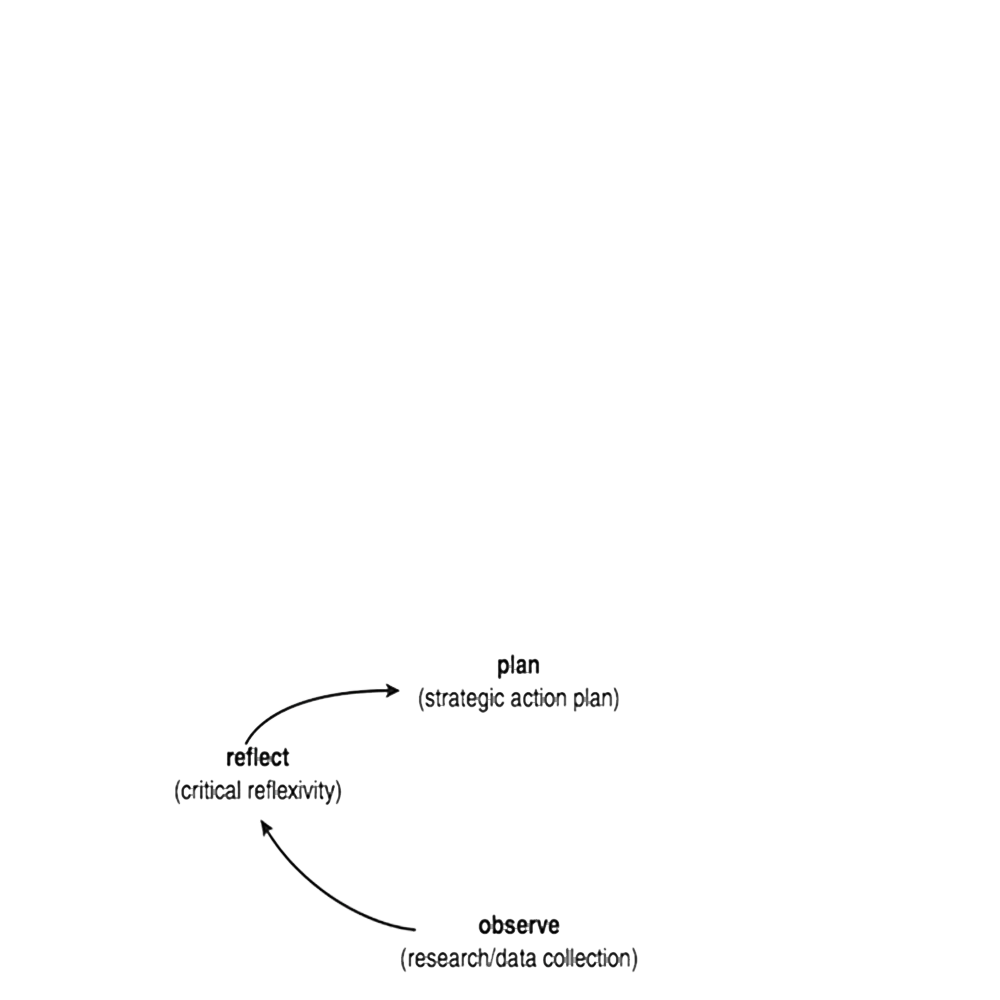 plan
(strategic action plan)
reflect
(critical reflexivity)
observe
(research/data collection)